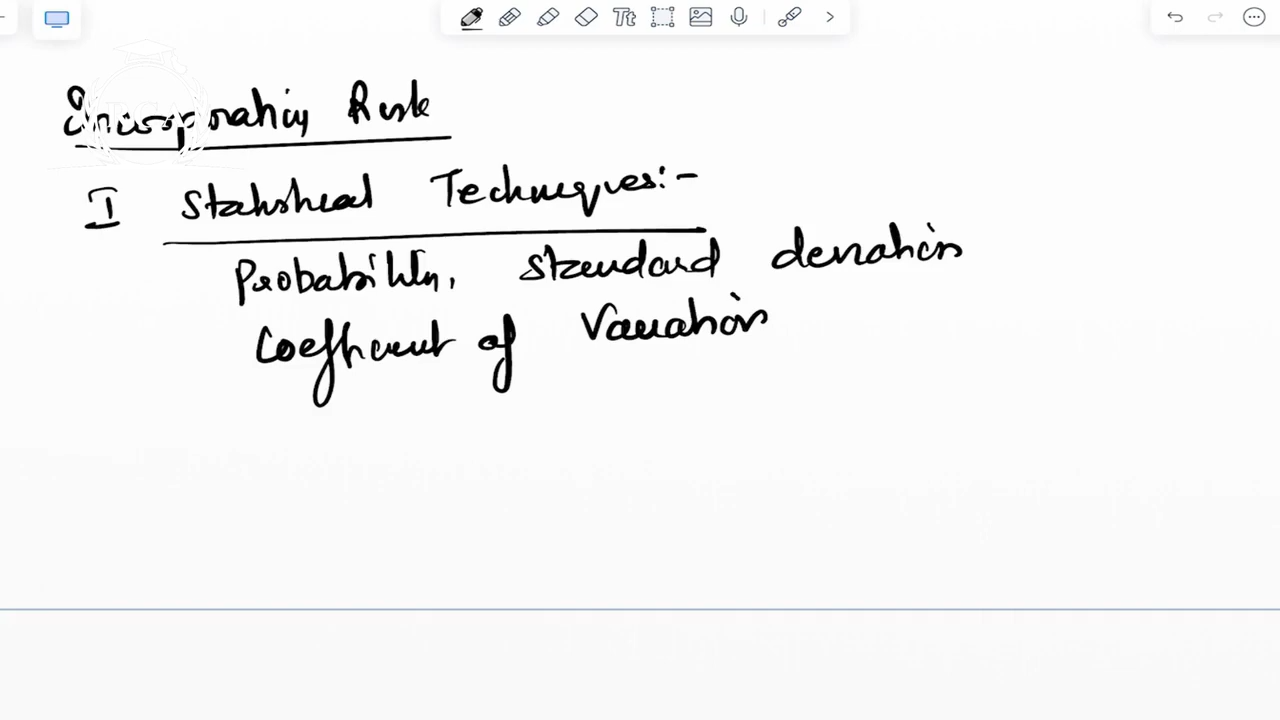 Incorporating Risk
I Statistical Techniques:-
Probability, standard deviation
Coefficient of Variation